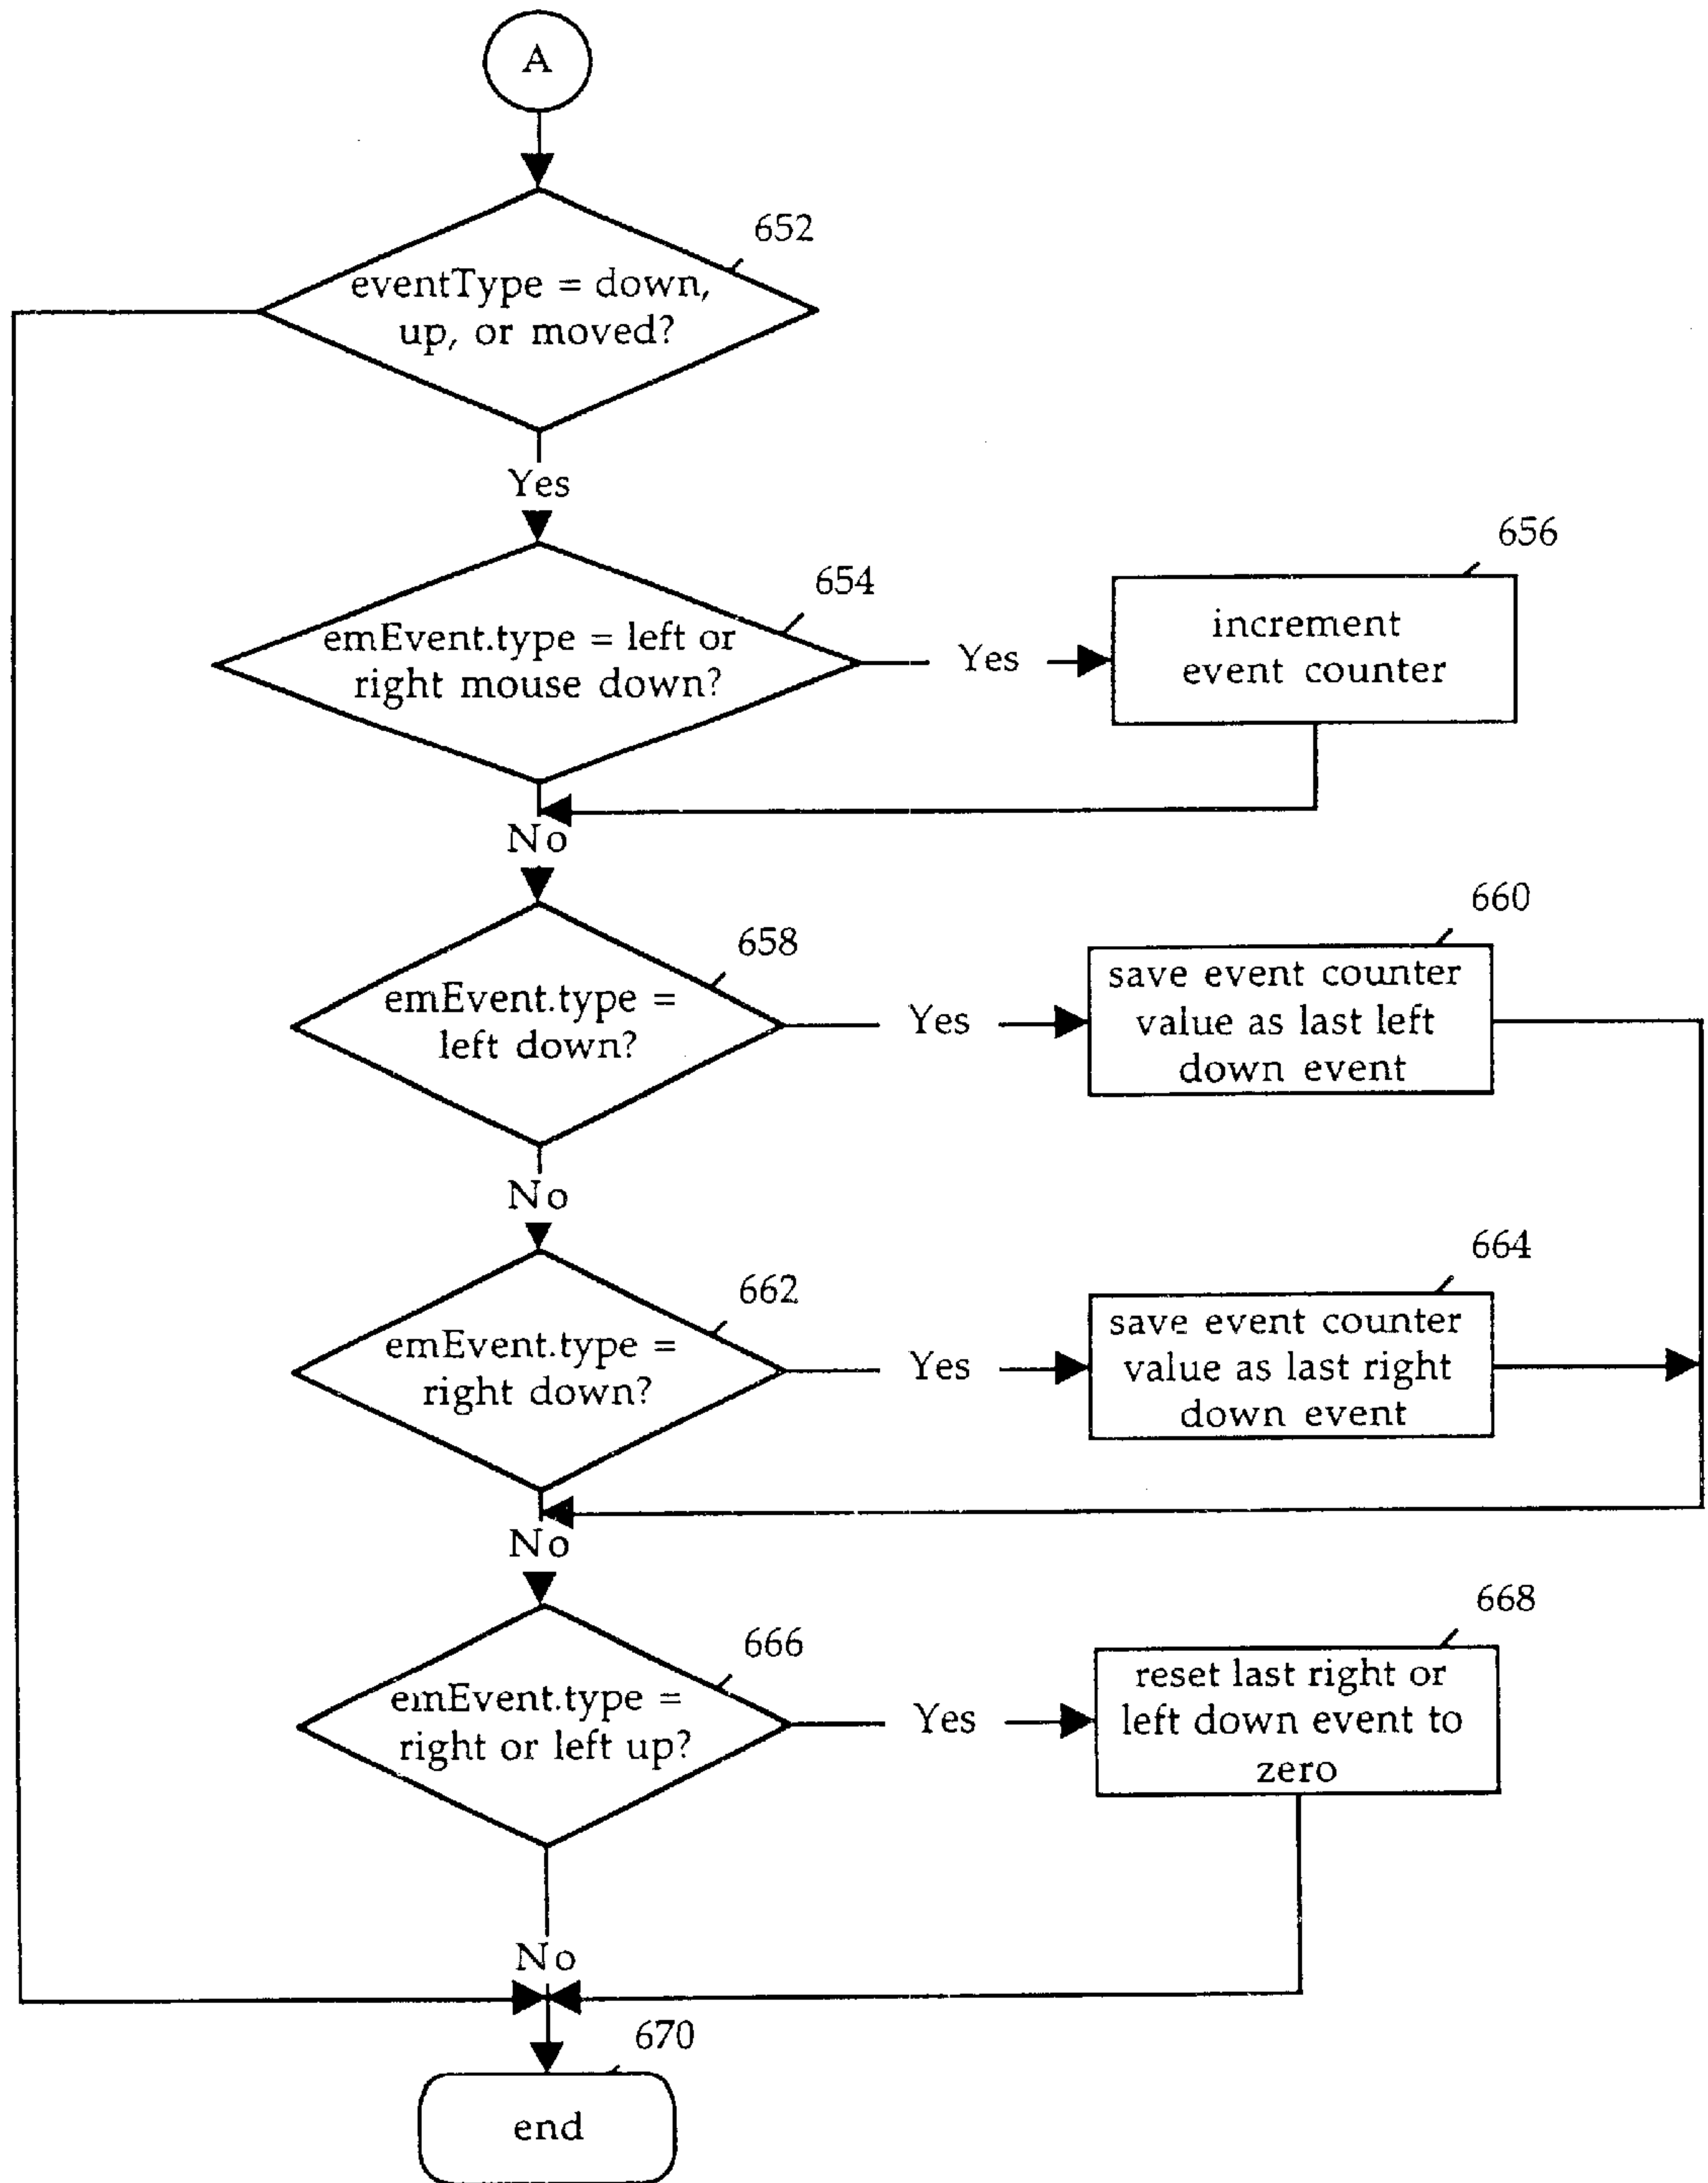 A
652
eventType = down,
up, or moved?
Yes
656
654
emEvent.type = left or
right mouse down?
Yes
increment
event counter
No
660
658
emEvent.type =
left down?
Yes
save event counter
value as last left
down event
No
664
662
emEvent.type =
right down?
Yes
save event counter
value as last right
down event
No
668
666
emEvent.type =
right or left up?
Yes
reset last right or
left down event to
zero
No
670
end